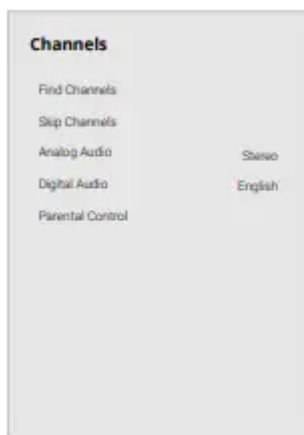 Channels
Find Channels
Skip Channels
Analog Audio Stereo
Digital Audio English
Parental Control